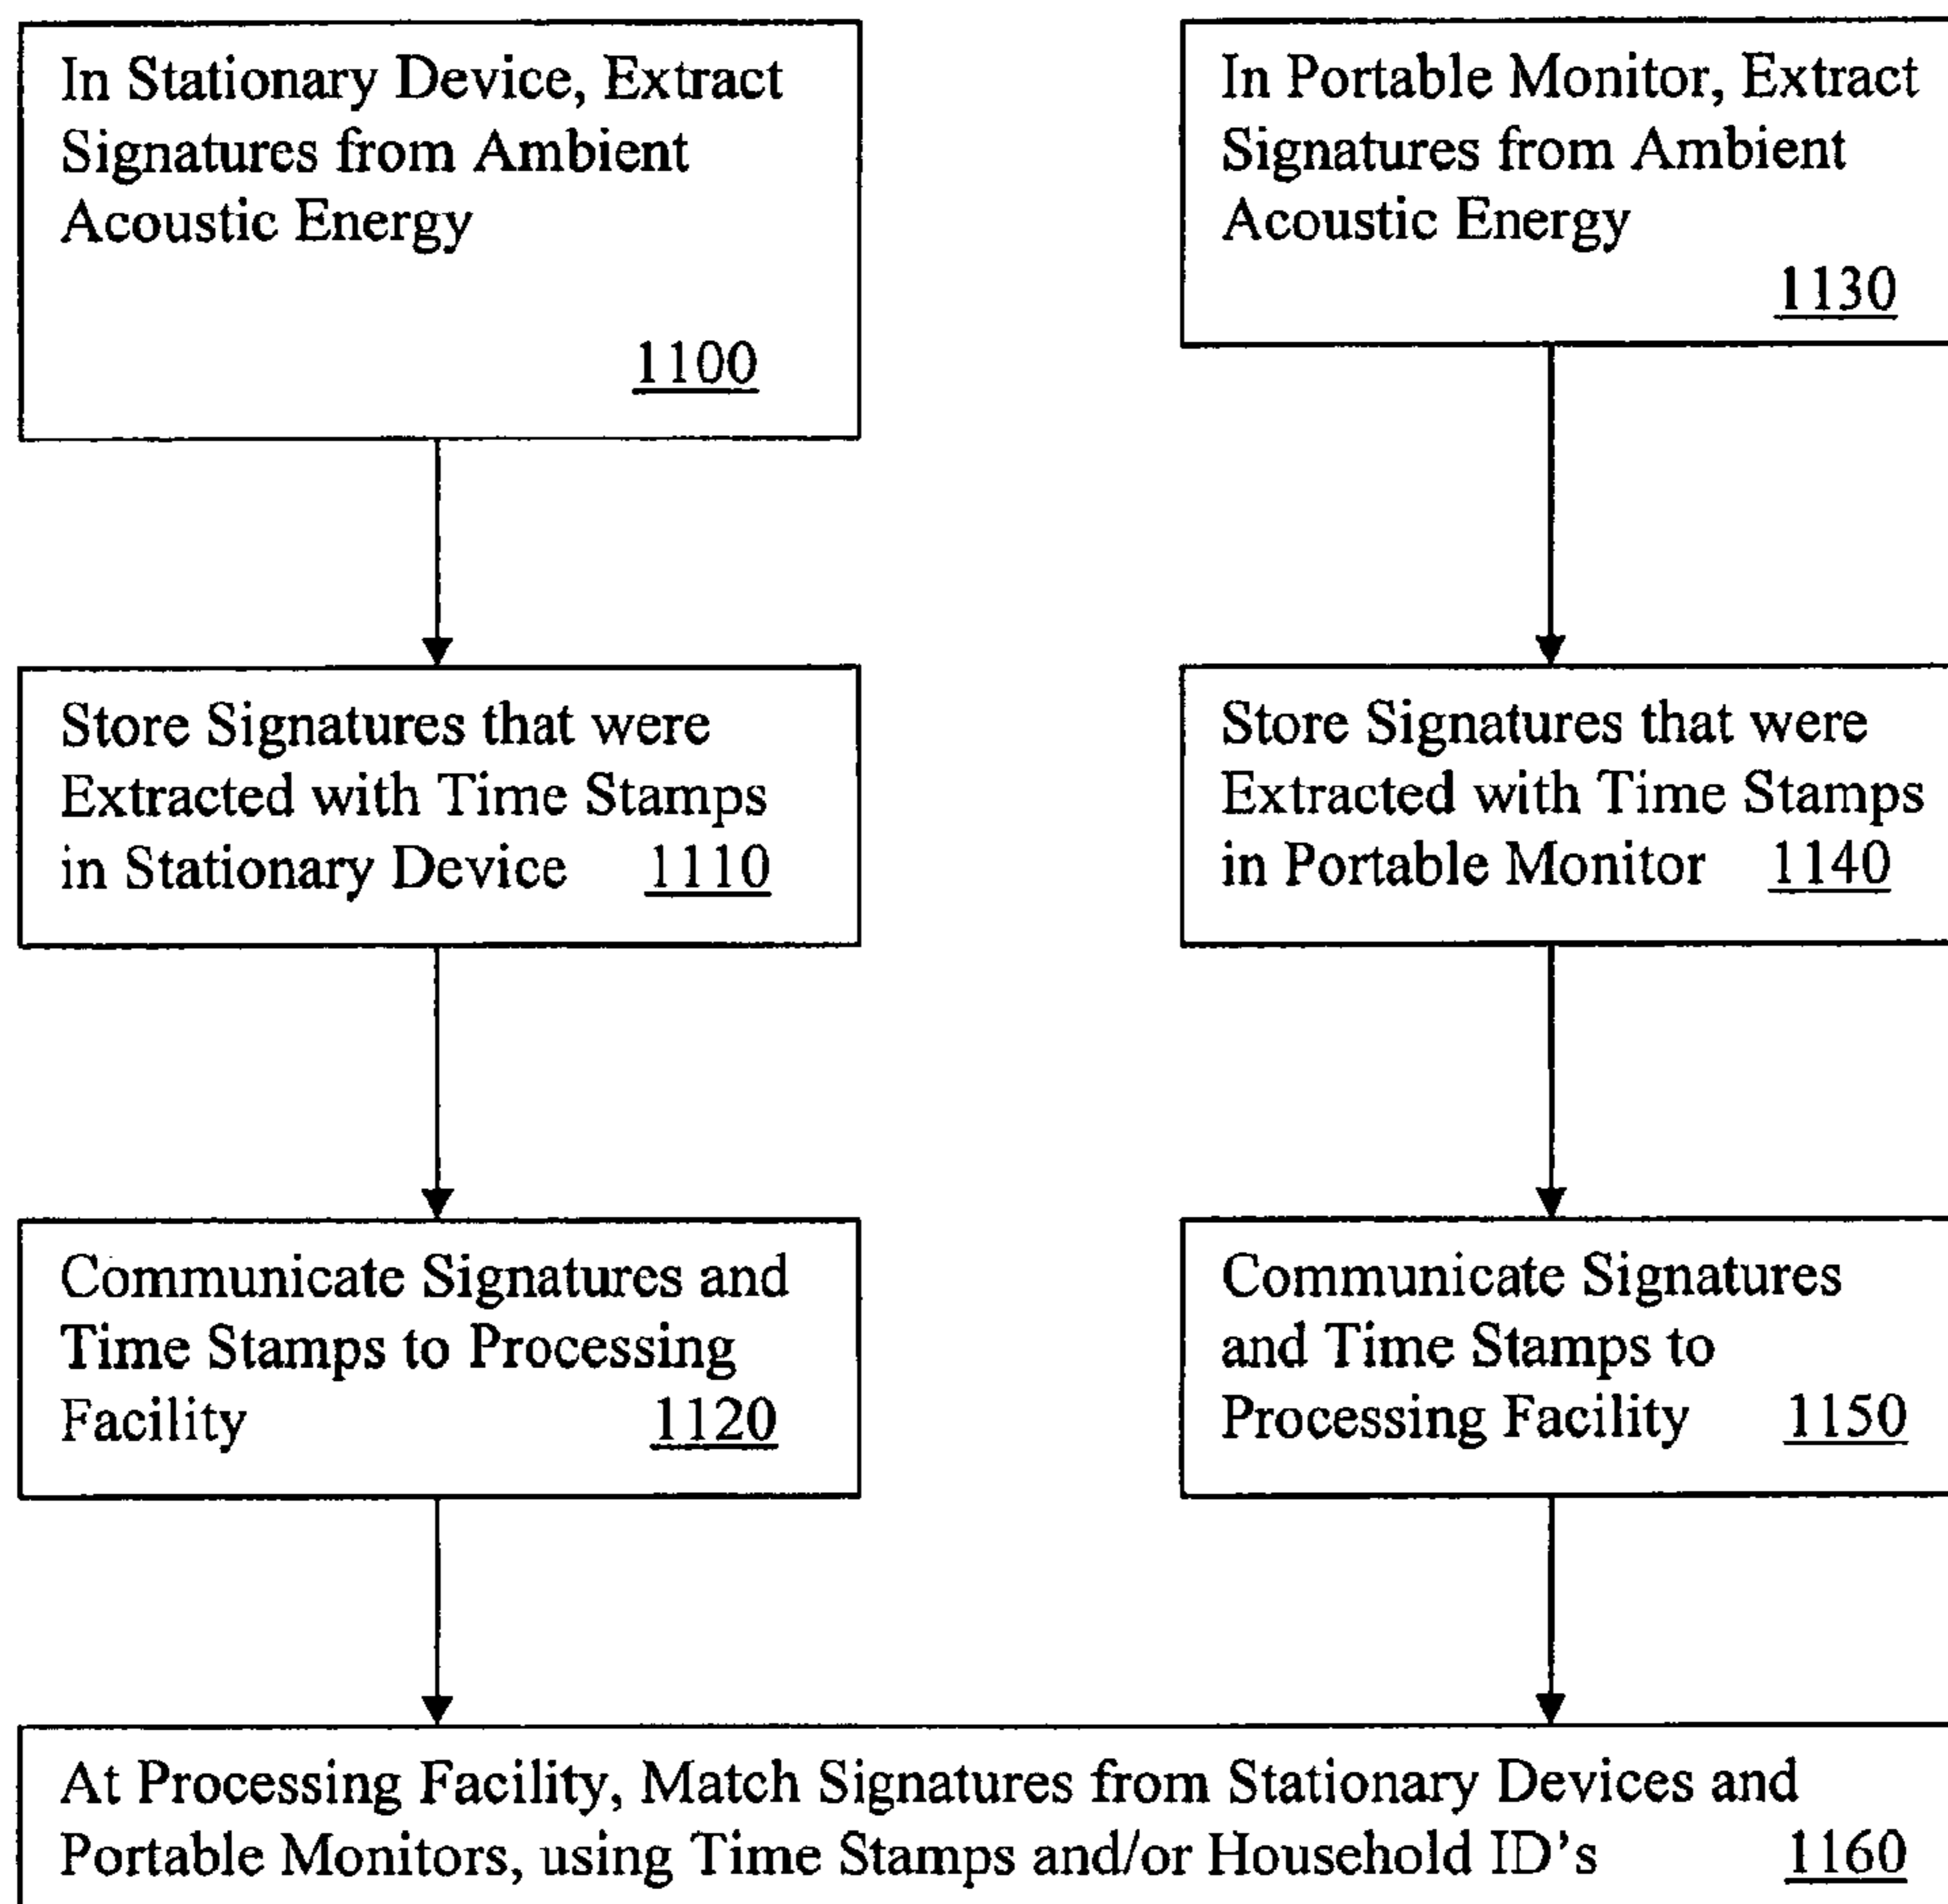 In Stationary Device, Extract
Signatures from Ambient
Acoustic Energy
1100
In Portable Monitor, Extract
Signatures from Ambient
Acoustic Energy
1130
Store Signatures that were
Extracted with Time Stamps
in Stationary Device 1110
Store Signatures that were
Extracted with Time Stamps
in Portable Monitor 1140
Communicate Signatures and
Time Stamps to Processing
Facility 1120
Communicate Signatures
and Time Stamps to
Processing Facility 1150
At Processing Facility, Match Signatures from Stationary Devices and
Portable Monitors, using Time Stamps and/or Household ID's 1160